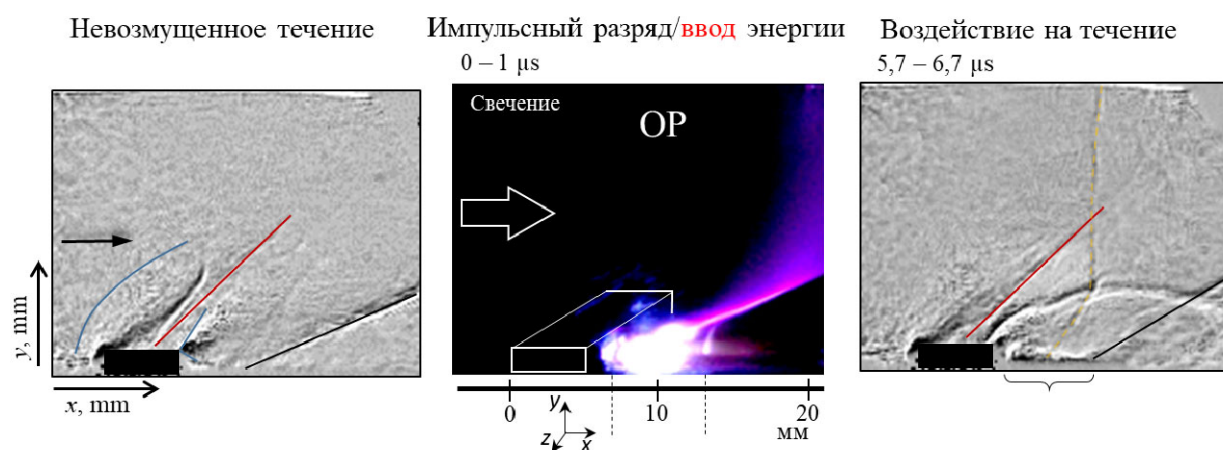 Невозмущенное течение
Импульсный разряд/ввод энергии
Воздействие на течение
0 – 1 μs
5,7 – 6,7 μs
Свечение
ОР
y, mm
x, mm
0
10
20
мм
y
z
x